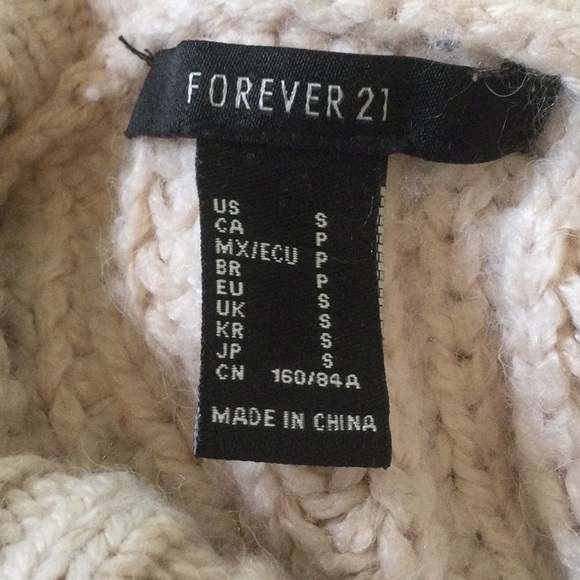 FOREVER 21
US S
CA P
MX/ECU P
BR P
EU S
UK S
KR S
JP S
CN 160/84A
MADE IN CHINA